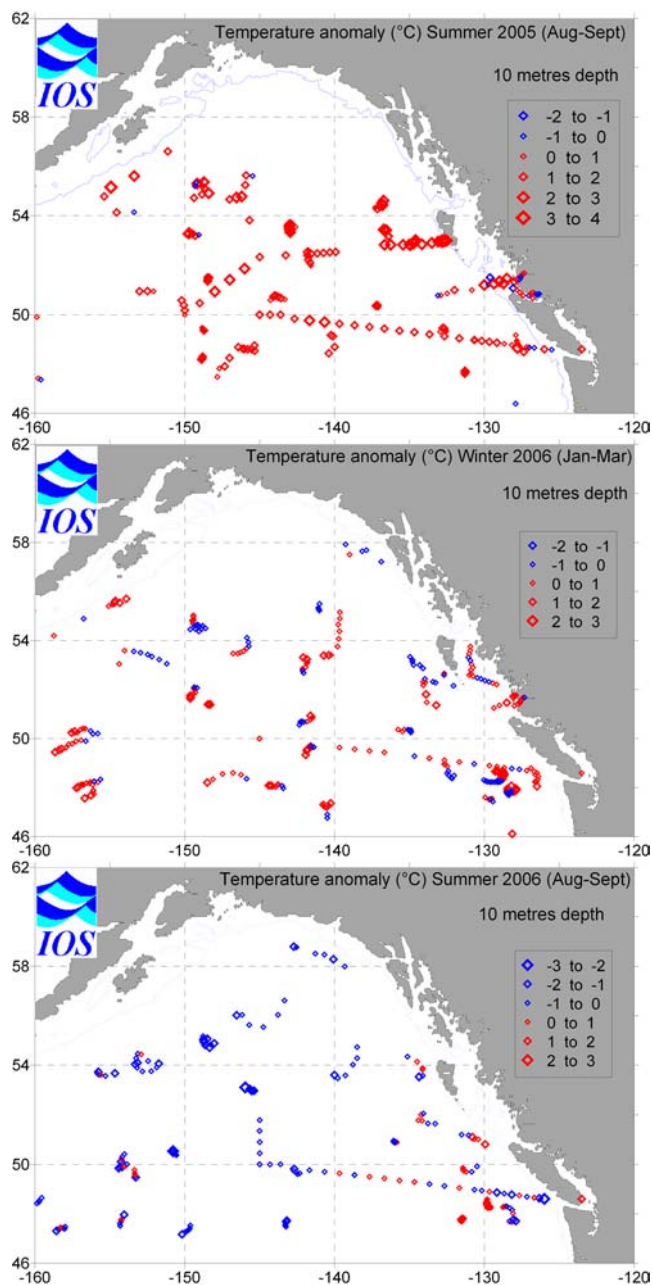 Temperature anomaly (°C) Summer 2005 (Aug-Sept)
10 metres depth
IOS
-2 to -1
-1 to 0
0 to 1
1 to 2
2 to 3
3 to 4
62
58
54
50
46
-160 -150 -140 -130 -120
Temperature anomaly (°C) Winter 2006 (Jan-Mar)
10 metres depth
IOS
-2 to -1
-1 to 0
0 to 1
1 to 2
2 to 3
62
58
54
50
46
-160 -150 -140 -130 -120
Temperature anomaly (°C) Summer 2006 (Aug-Sept)
10 metres depth
IOS
-3 to -2
-2 to -1
-1 to 0
0 to 1
1 to 2
2 to 3
62
58
54
50
46
-160 -150 -140 -130 -120